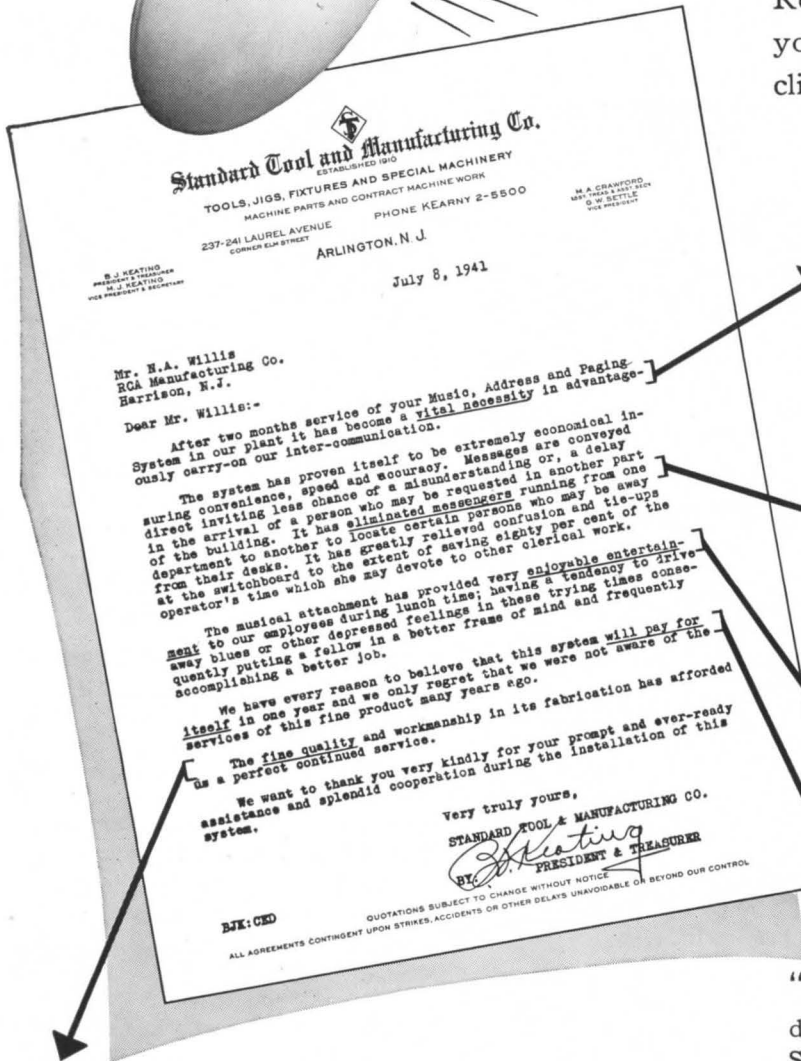 Standard Tool and Manufacturing Co.
ESTABLISHED 1910
TOOLS, JIGS, FIXTURES AND SPECIAL MACHINERY
MACHINE PARTS AND CONTRACT MACHINE WORK
237-241 LAUREL AVENUE
CORNER ELM STREET
PHONE KEARNY 2-5500
ARLINGTON, N. J.
B. J. KEATING
PRESIDENT & TREASURER
M. J. KEATING
VICE PRESIDENT & SECRETARY
M. A. CRAWFORD
ASST. TREAS. & ASST. SECY
G. W. SETTLE
VICE PRESIDENT
July 8, 1941
Mr. N.A. Willis
RCA Manufacturing Co.
Harrison, N.J.
Dear Mr. Willis:-
After two months service of your Music, Address and Paging
System in our plant it has become a vital necessity in advantage-
ously carry-on our inter-communication.
The system has proven itself to be extremely economical in-
suring convenience, speed and accuracy. Messages are conveyed
direct inviting less chance of a misunderstanding or, a delay
in the arrival of a person who may be requested in another part
of the building. It has eliminated messengers running from one
department to another to locate certain persons who may be away
from their desks. It has greatly relieved confusion and tie-ups
at the switchboard to the extent of saving eighty per cent of the
operator's time which she may devote to other clerical work.
The musical attachment has provided very enjoyable entertain-
ment to our employees during lunch time; having a tendency to drive
away blues or other depressed feelings in these trying times conse-
quently putting a fellow in a better frame of mind and frequently
accomplishing a better job.
We have every reason to believe that this system will pay for
itself in one year and we only regret that we were not aware of the
services of this fine product many years ago.
The fine quality and workmanship in its fabrication has afforded
us a perfect continued service.
We want to thank you very kindly for your prompt and ever-ready
assistance and splendid cooperation during the installation of this
system.
Very truly yours,
STANDARD TOOL & MANUFACTURING CO.
BY. B J Keating
PRESIDENT & TREASURER
BJK:CKD
QUOTATIONS SUBJECT TO CHANGE WITHOUT NOTICE
ALL AGREEMENTS CONTINGENT UPON STRIKES, ACCIDENTS OR OTHER DELAYS UNAVOIDABLE OR BEYOND OUR CONTROL